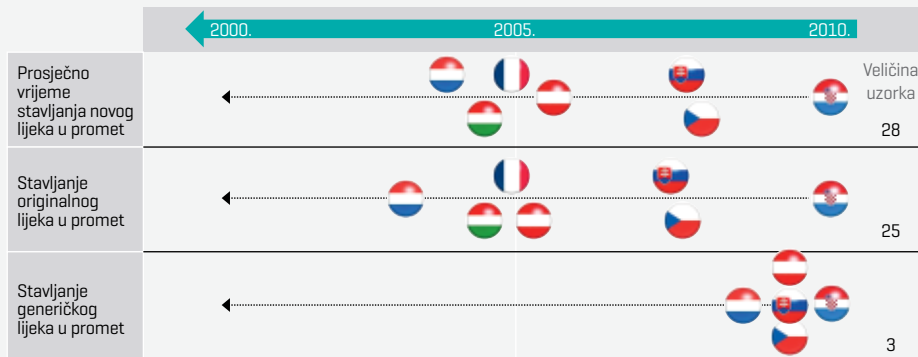 2000. 2005. 2010.
Prosječno
vrijeme
stavljanja novog
lijeka u promet
Veličina
uzorka
28
Stavljanje
originalnog
lijeka u promet
25
Stavljanje
generičkog
lijeka u promet
3